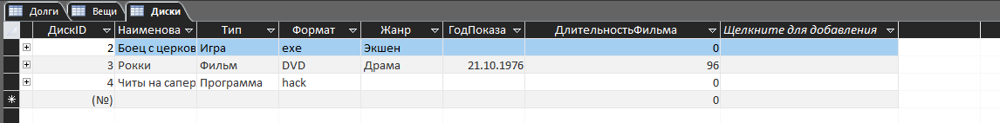 Долги Вещи Диски
ДискID Наименова Тип Формат Жанр ГодПоказа ДлительностьФильма Щелкните для добавления
2 Боец с церков Игра exe Экшен 0
3 Рокки Фильм DVD Драма 21.10.1976 96
4 Читы на сапер Программа hack 0
(№) 0